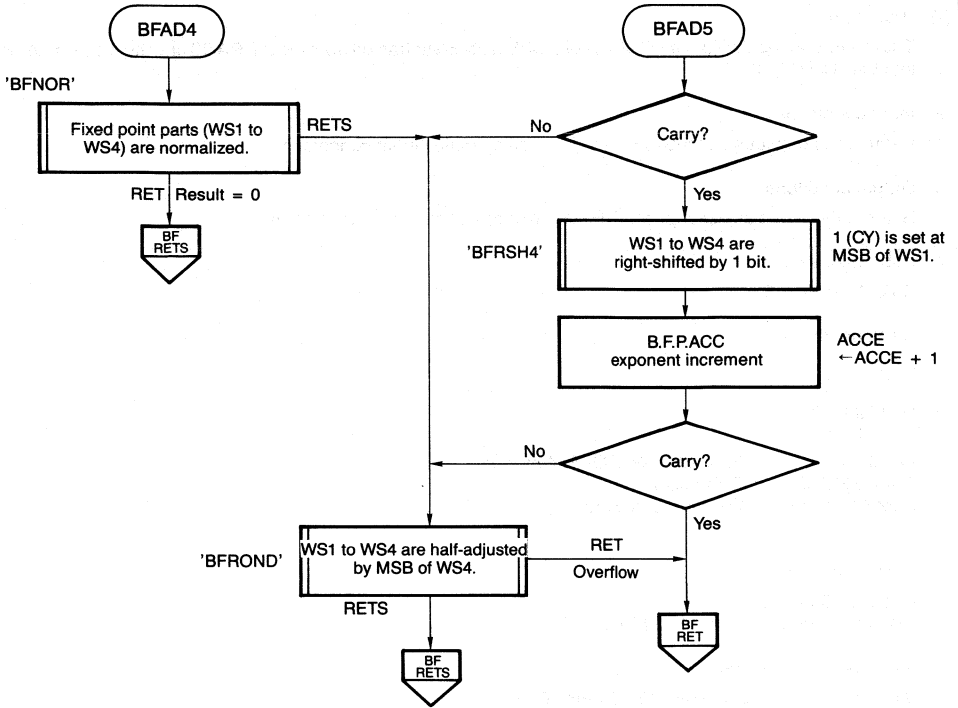 BFAD4
BFAD5
'BFNOR'
Fixed point parts (WS1 to
WS4) are normalized.
RETS
No
Carry?
RET
Result = 0
Yes
BF
RETS
'BFRSH4'
WS1 to WS4 are
right-shifted by 1 bit.
1 (CY) is set at
MSB of WS1.
B.F.P.ACC
exponent increment
ACCE
←ACCE + 1
No
Carry?
Yes
'BFROND'
WS1 to WS4 are half-adjusted
by MSB of WS4.
RET
Overflow
RETS
BF
RET
BF
RETS